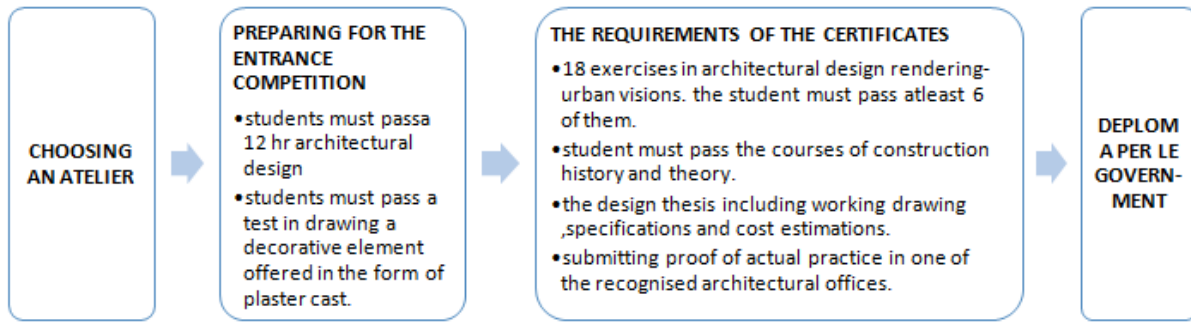 CHOOSING
AN ATELIER
PREPARING FOR THE
ENTRANCE
COMPETITION
•students must passa
12 hr architectural
design
•students must pass a
test in drawing a
decorative element
offered in the form of
plaster cast.
THE REQUIREMENTS OF THE CERTIFICATES
•18 exercises in architectural design rendering-
urban visions. the student must pass atleast 6
of them.
•student must pass the courses of construction
history and theory.
•the design thesis including working drawing
,specifications and cost estimations.
•submitting proof of actual practice in one of
the recognised architectural offices.
DEPLOM
A PER LE
GOVERN-
MENT